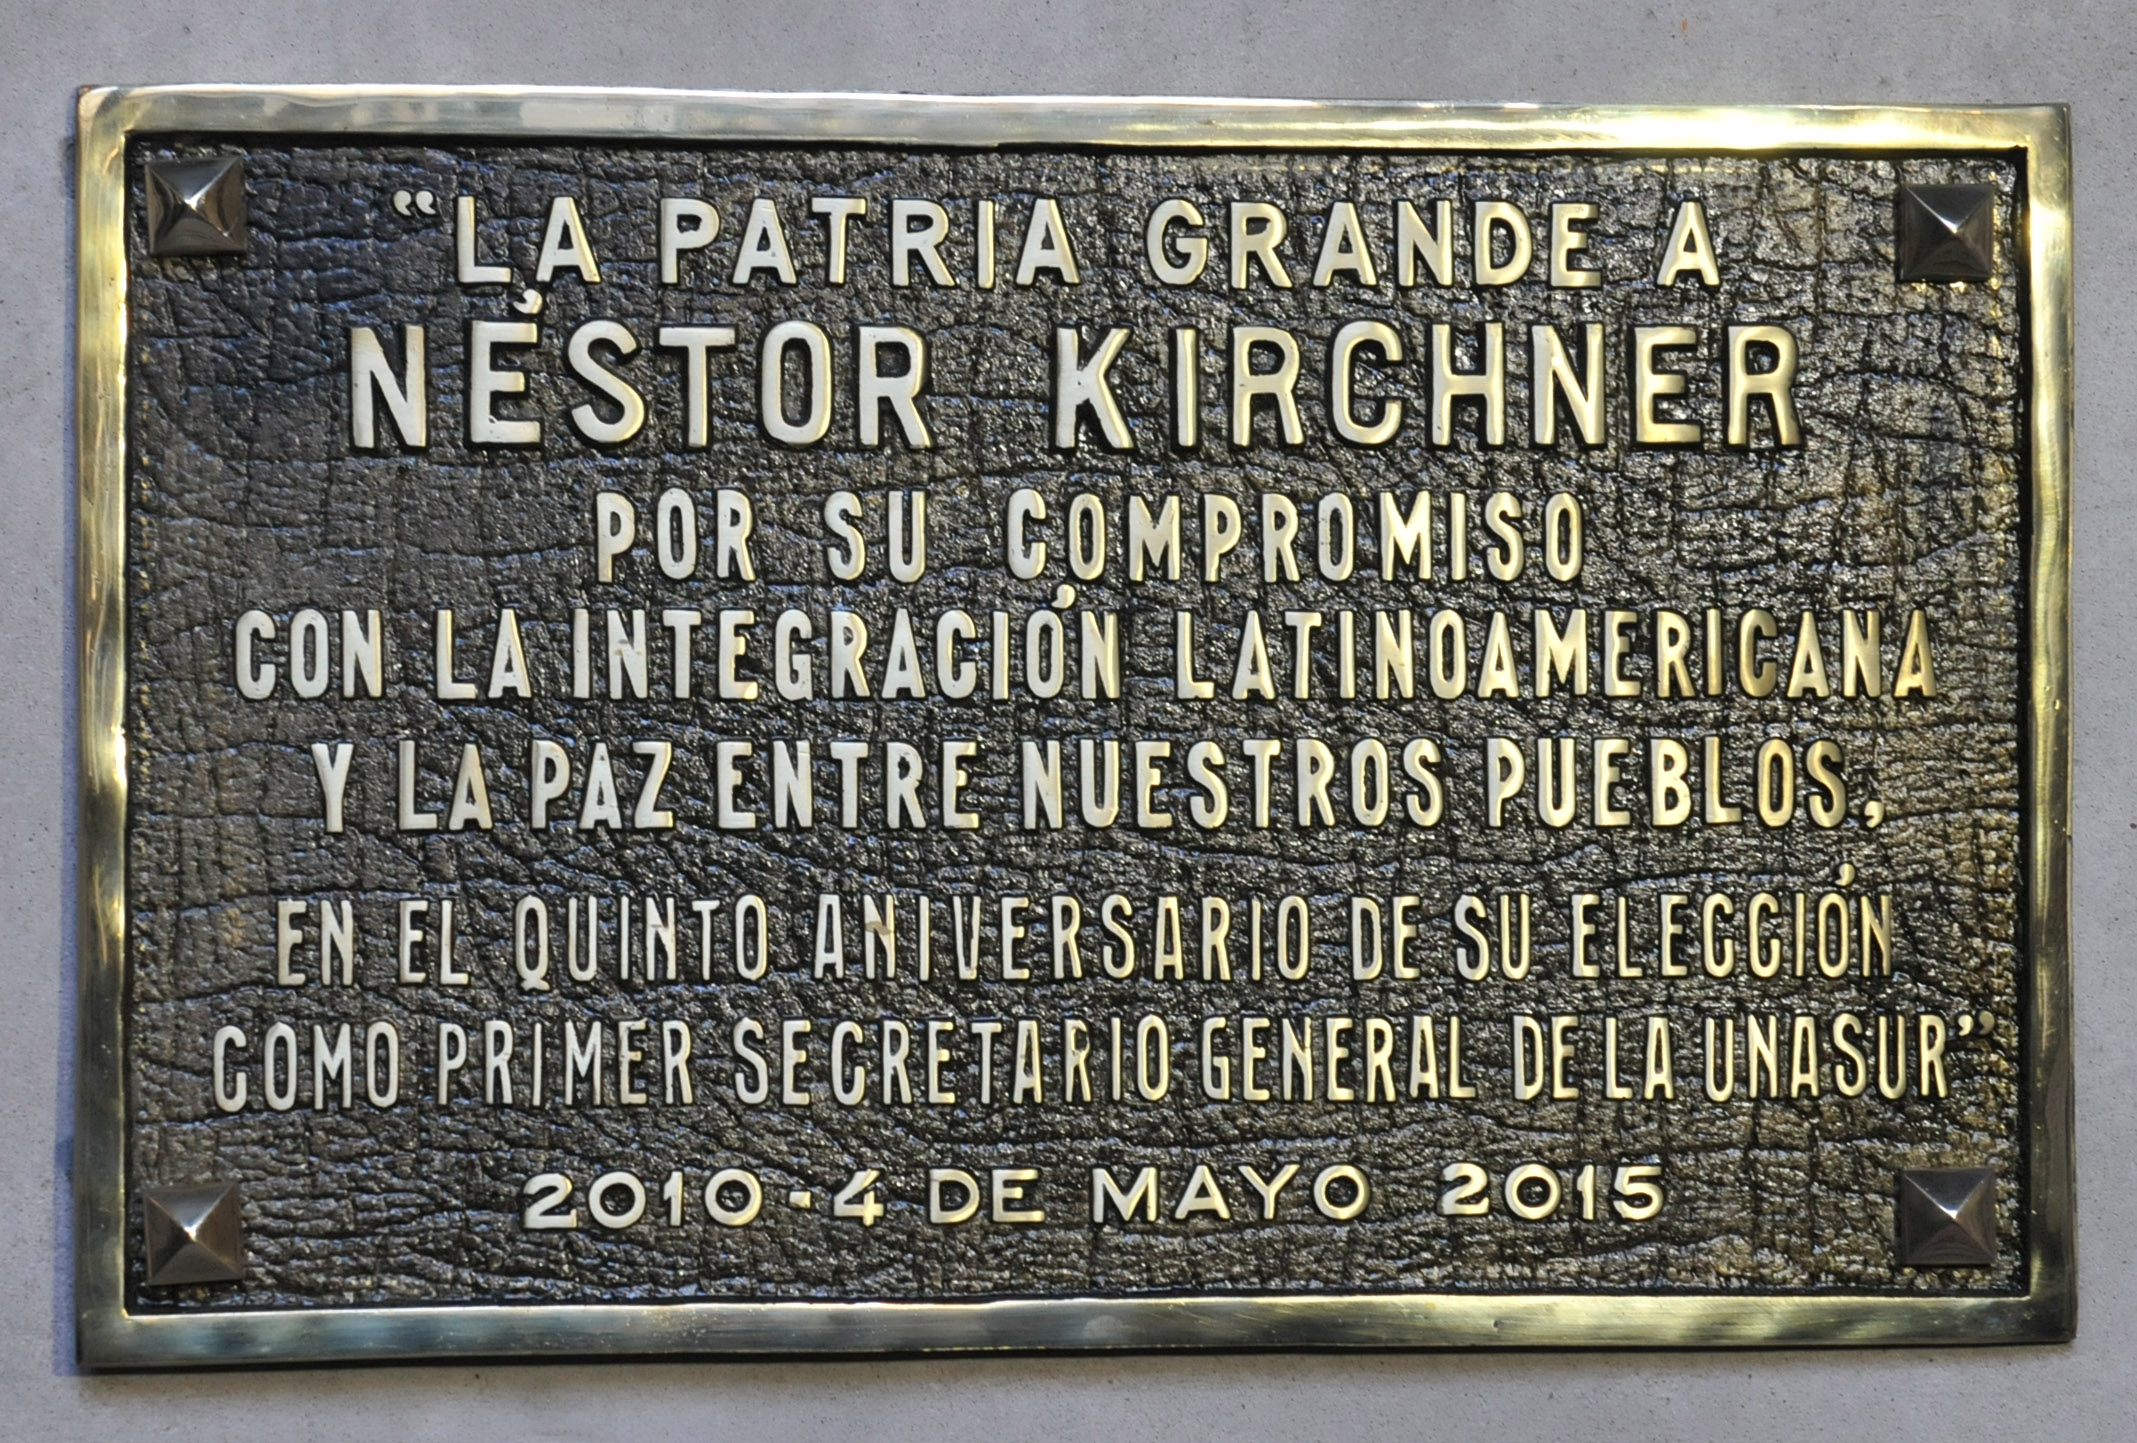 “LA PATRIA GRANDE A
NÉSTOR KIRCHNER
POR SU COMPROMISO
CON LA INTEGRACIÓN LATINOAMERICANA
Y LA PAZ ENTRE NUESTROS PUEBLOS,
EN EL QUINTO ANIVERSARIO DE SU ELECCIÓN
COMO PRIMER SECRETARIO GENERAL DE LA UNASUR”
2010 - 4 DE MAYO 2015